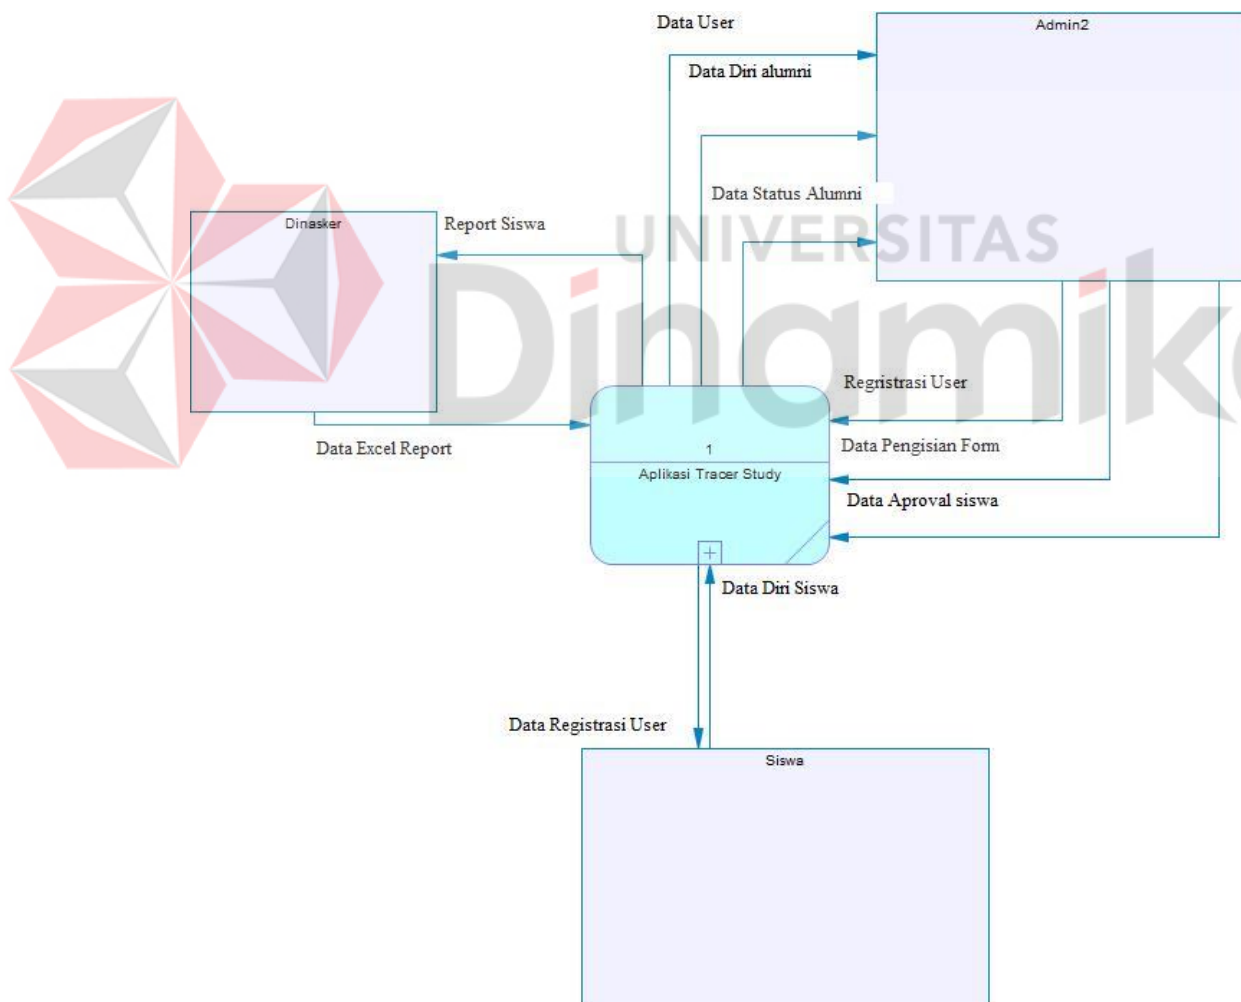 Data User
Admin2
Data Diri alumni
Data Status Alumni
Dinasker
Report Siswa
UNIVERSITAS
Dinamika
Regristrasi User
Data Excel Report
1
Data Pengisian Form
Aplikasi Tracer Study
Data Aproval siswa
Data Diri Siswa
Data Registrasi User
Siswa